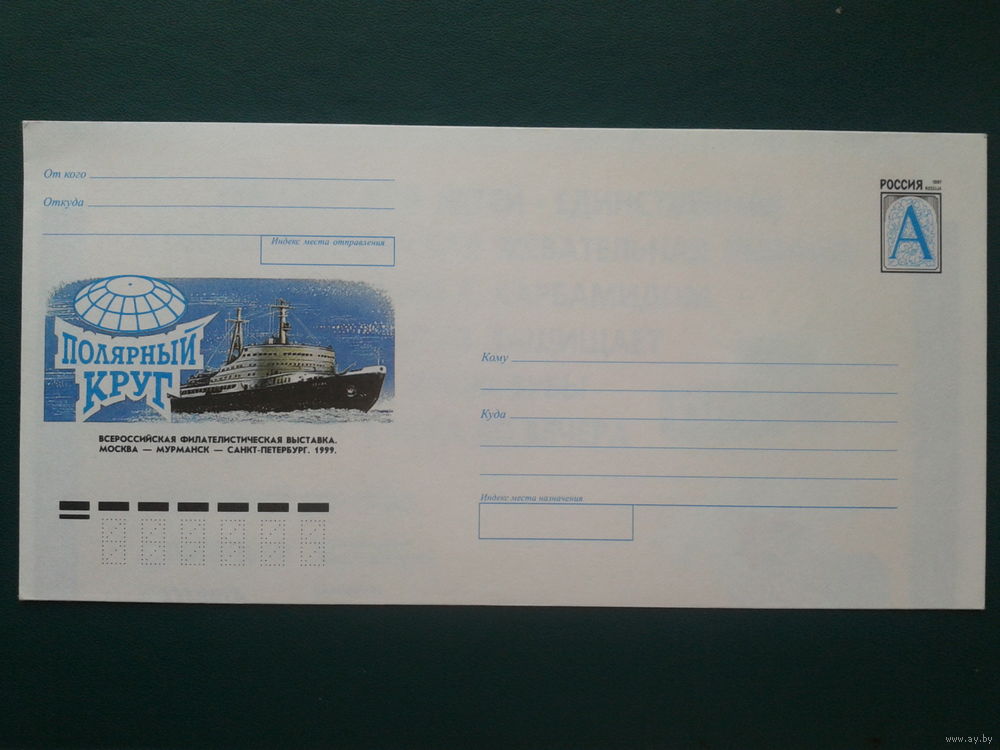 От кого
Откуда
Индекс места отправления
РОССИЯ 1997
ROSSIJA
А
ПОЛЯРНЫЙ
КРУГ
ВСЕРОССИЙСКАЯ ФИЛАТЕЛИСТИЧЕСКАЯ ВЫСТАВКА.
МОСКВА — МУРМАНСК — САНКТ-ПЕТЕРБУРГ. 1999.
Кому
Куда
Индекс места назначения
www.ay.by